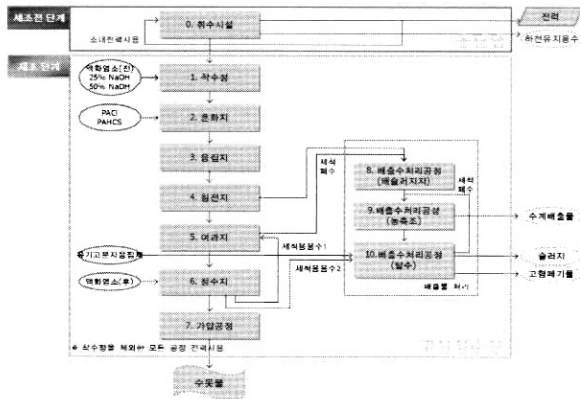 제조전 단계
0. 취수시설
전력
소내전력사용
하천유지용수
제조 단계
액화염소(전)
25% NaOH
50% NaOH
1. 착수정
PACl
PAHCS
2. 혼화지
3. 응집지
세척
폐수
8. 배출수처리공정
(배슬러지지)
세척
폐수
4. 침전지
9.배출수처리공정
(농축조)
수계배출물
5. 여과지
세척용용수1
유기고분자응집제
10.배출수처리공정
(탈수)
슬러지
세척용용수2
고형폐기물
액화염소(후)
6. 정수지
배출물 처리
7. 가압공정
※ 착수정을 제외한 모든 공정 전력사용
수돗물